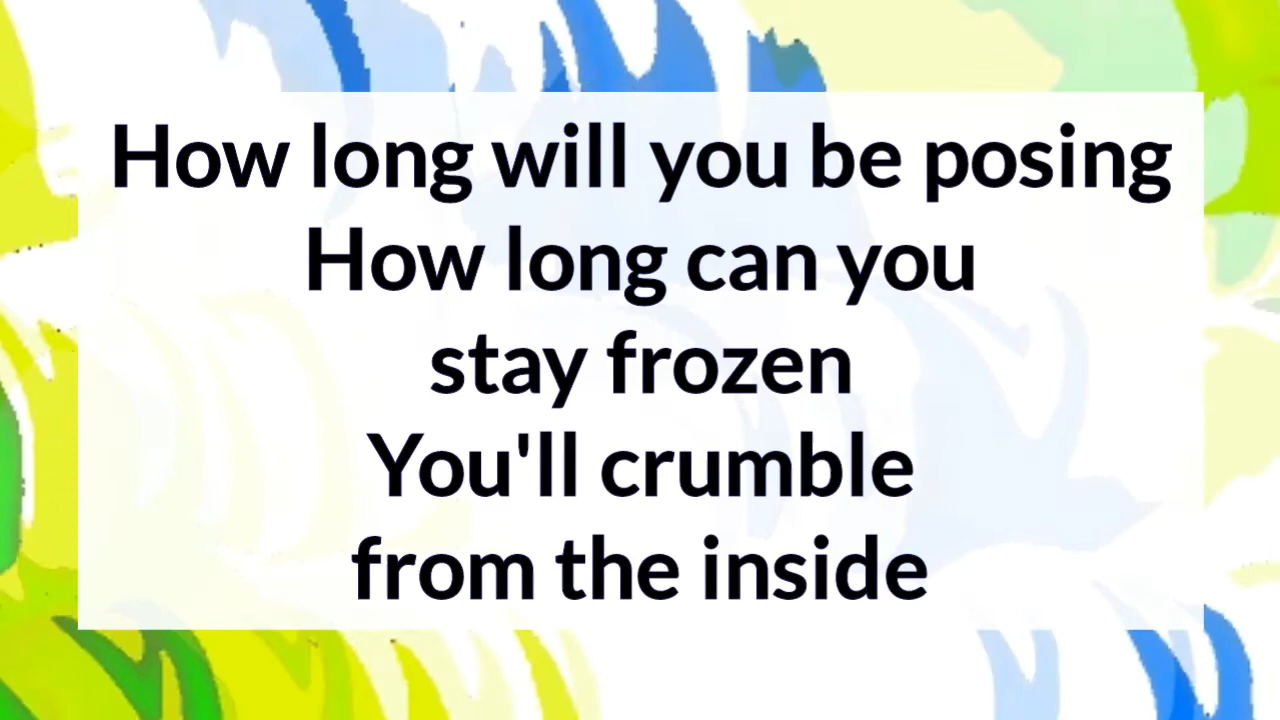 How long will you be posing
How long can you
stay frozen
You'll crumble
from the inside